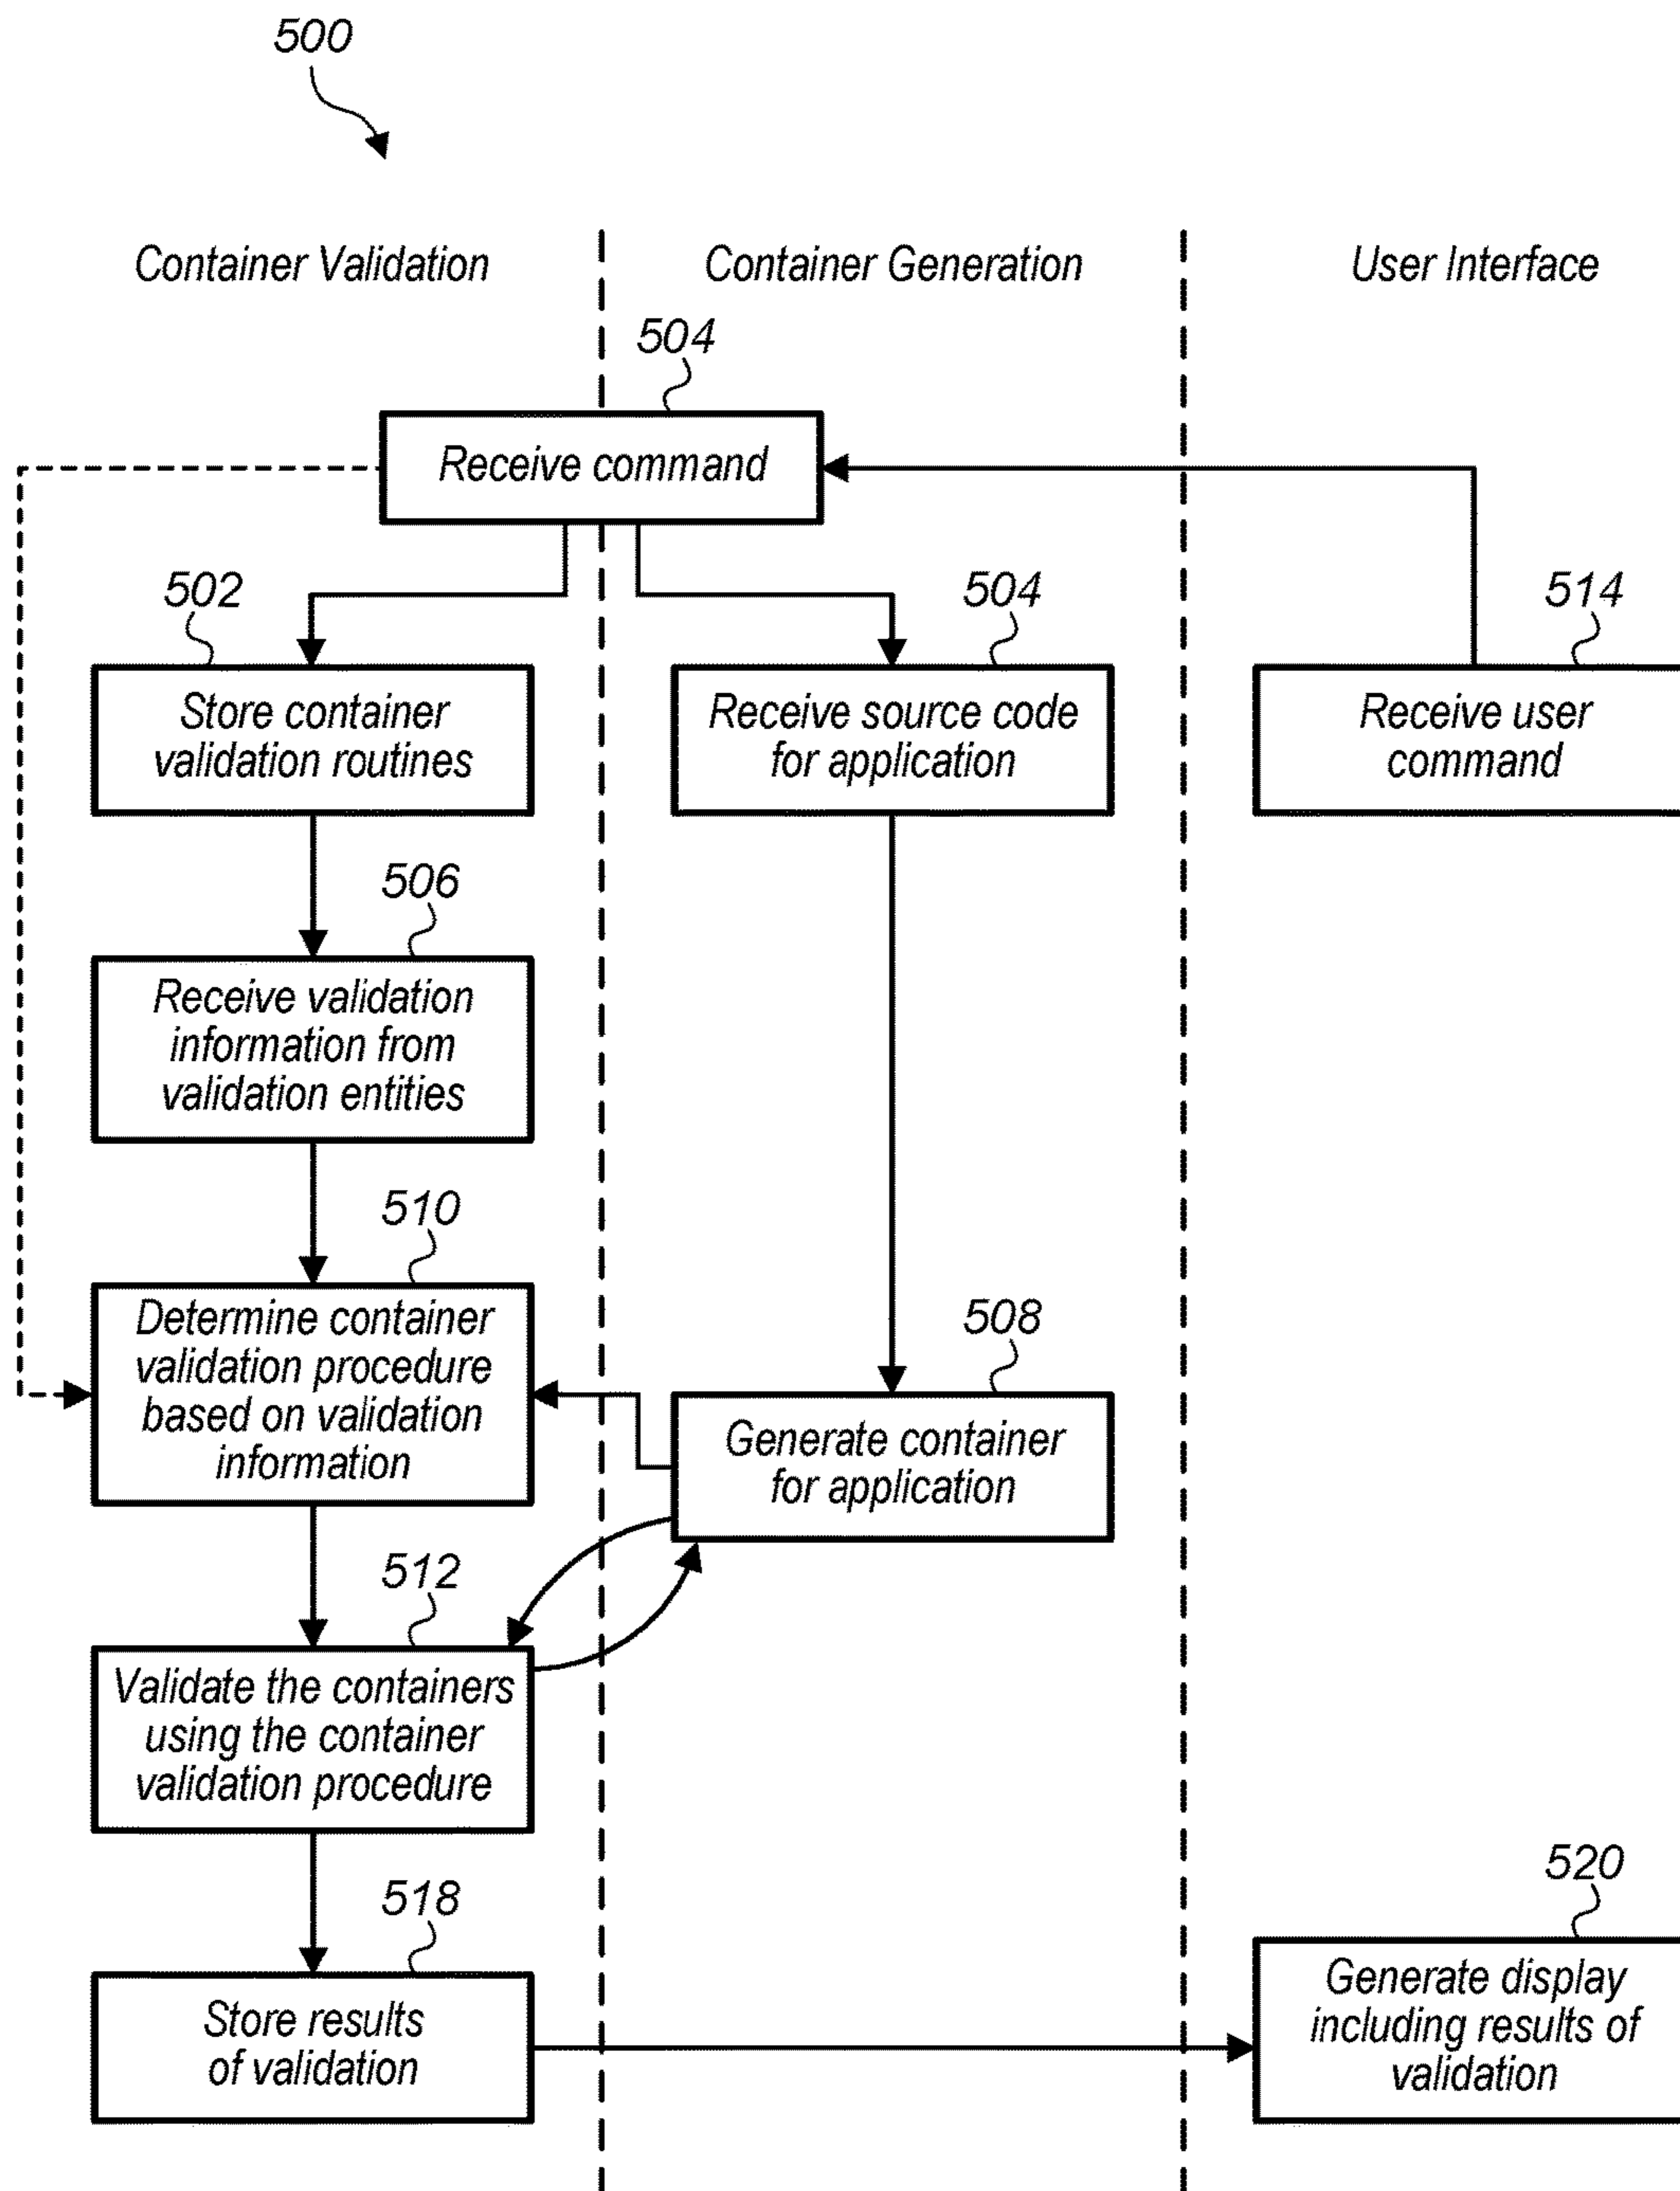 500
Container Validation
Container Generation
User Interface
504
Receive command
502
504
514
Store container
validation routines
Receive source code
for application
Receive user
command
506
Receive validation
information from
validation entities
510
Determine container
validation procedure
based on validation
information
508
Generate container
for application
512
Validate the containers
using the container
validation procedure
518
Store results
of validation
520
Generate display
including results of
validation